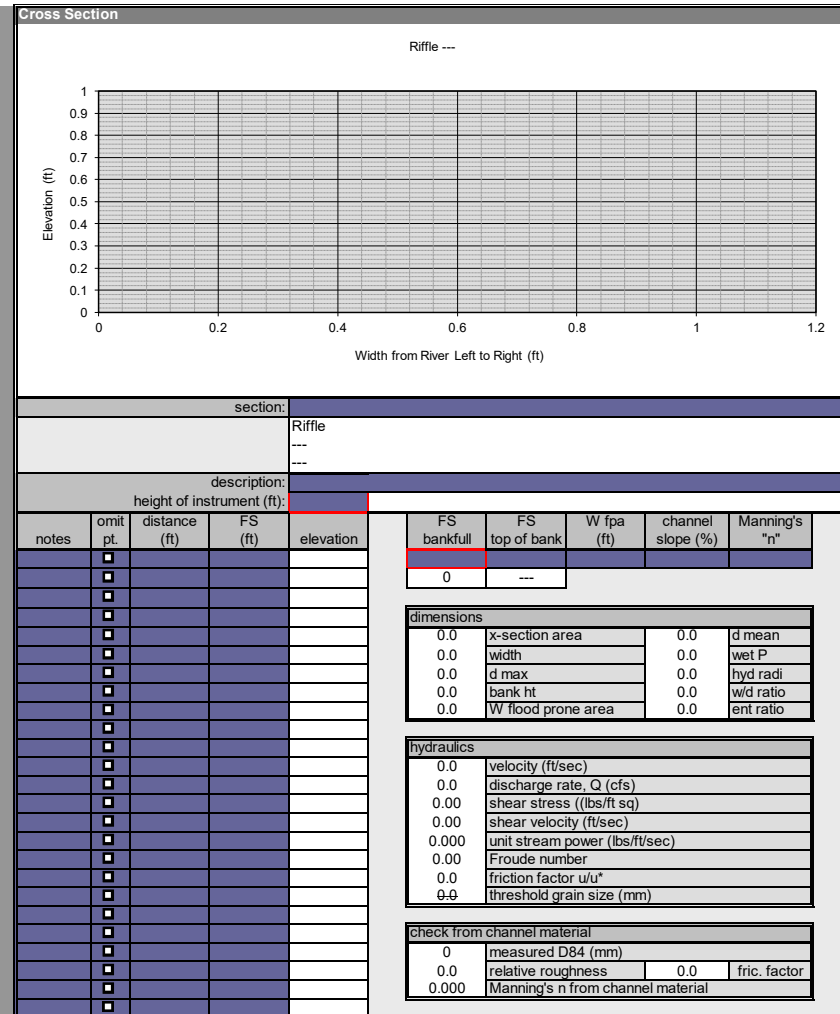 Cross Section
Riffle ---
1
0.9
0.8
0.7
0.6
0.5
0.4
0.3
0.2
0.1
0
Elevation (ft)
0 0.2 0.4 0.6 0.8 1 1.2
Width from River Left to Right (ft)
section:
Riffle
---
---
description:
height of instrument (ft):
notes omit pt. distance (ft) FS (ft) elevation
FS bankfull FS top of bank W fpa (ft) channel slope (%) Manning's "n"
0 ---
dimensions
0.0 x-section area 0.0 d mean
0.0 width 0.0 wet P
0.0 d max 0.0 hyd radi
0.0 bank ht 0.0 w/d ratio
0.0 W flood prone area 0.0 ent ratio
hydraulics
0.0 velocity (ft/sec)
0.0 discharge rate, Q (cfs)
0.00 shear stress ((lbs/ft sq)
0.00 shear velocity (ft/sec)
0.000 unit stream power (lbs/ft/sec)
0.00 Froude number
0.0 friction factor u/u*
0.0 threshold grain size (mm)
check from channel material
0 measured D84 (mm)
0.0 relative roughness 0.0 fric. factor
0.000 Manning's n from channel material